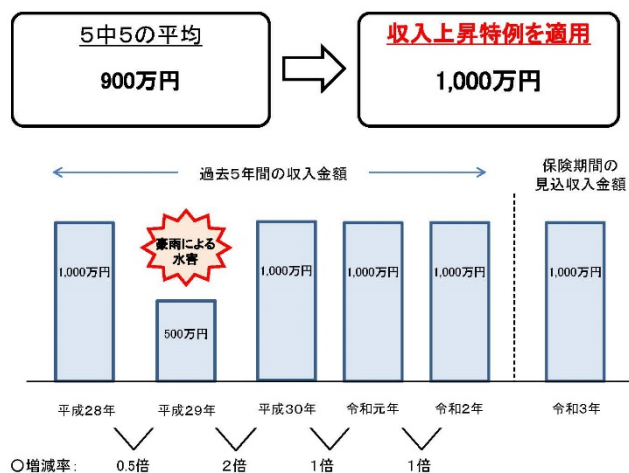 5中5の平均
900万円
収入上昇特例を適用
1,000万円
過去5年間の収入金額
保険期間の
見込収入金額
豪雨による
水害
1,000万円
500万円
1,000万円
1,000万円
1,000万円
1,000万円
平成28年
平成29年
平成30年
令和元年
令和2年
令和3年
○増減率:
0.5倍
2倍
1倍
1倍